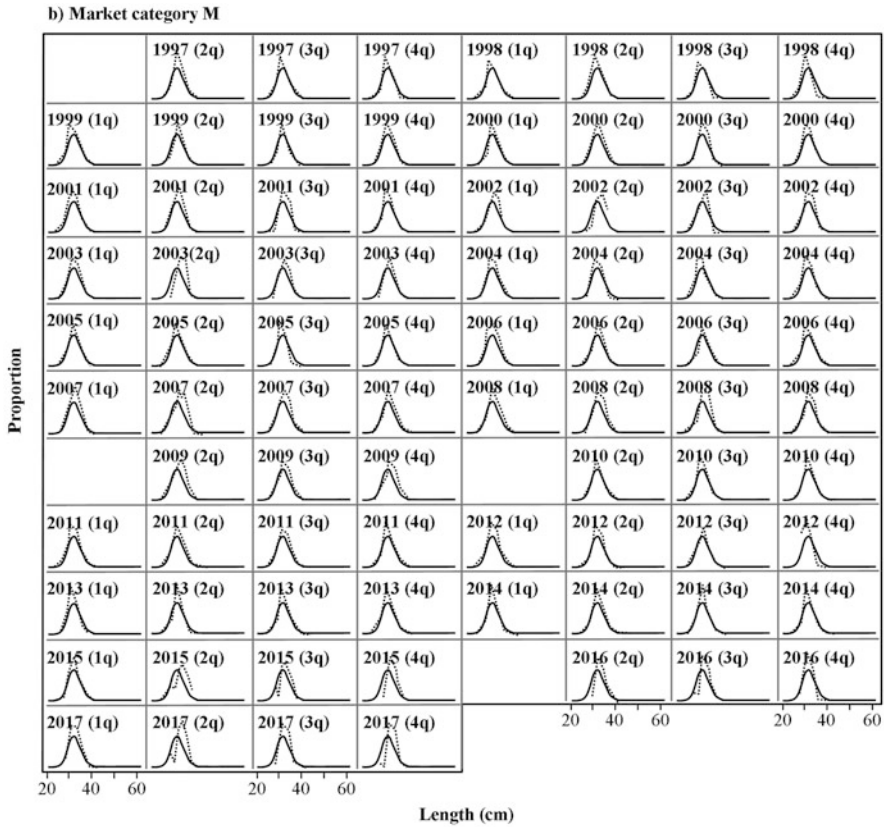 b) Market category M
1997 (2q) 1997 (3q) 1997 (4q) 1998 (1q) 1998 (2q) 1998 (3q) 1998 (4q)
1999 (1q) 1999 (2q) 1999 (3q) 1999 (4q) 2000 (1q) 2000 (2q) 2000 (3q) 2000 (4q)
2001 (1q) 2001 (2q) 2001 (3q) 2001 (4q) 2002 (1q) 2002 (2q) 2002 (3q) 2002 (4q)
2003 (1q) 2003(2q) 2003(3q) 2003 (4q) 2004 (1q) 2004 (2q) 2004 (3q) 2004 (4q)
2005 (1q) 2005 (2q) 2005 (3q) 2005 (4q) 2006 (1q) 2006 (2q) 2006 (3q) 2006 (4q)
2007 (1q) 2007 (2q) 2007 (3q) 2007 (4q) 2008 (1q) 2008 (2q) 2008 (3q) 2008 (4q)
2009 (2q) 2009 (3q) 2009 (4q) 2010 (2q) 2010 (3q) 2010 (4q)
2011 (1q) 2011 (2q) 2011 (3q) 2011 (4q) 2012 (1q) 2012 (2q) 2012 (3q) 2012 (4q)
2013 (1q) 2013 (2q) 2013 (3q) 2013 (4q) 2014 (1q) 2014 (2q) 2014 (3q) 2014 (4q)
2015 (1q) 2015 (2q) 2015 (3q) 2015 (4q) 2016 (2q) 2016 (3q) 2016 (4q)
2017 (1q) 2017 (2q) 2017 (3q) 2017 (4q)
20 40 60 20 40 60
20 40 60 20 40 60
Proportion
Length (cm)